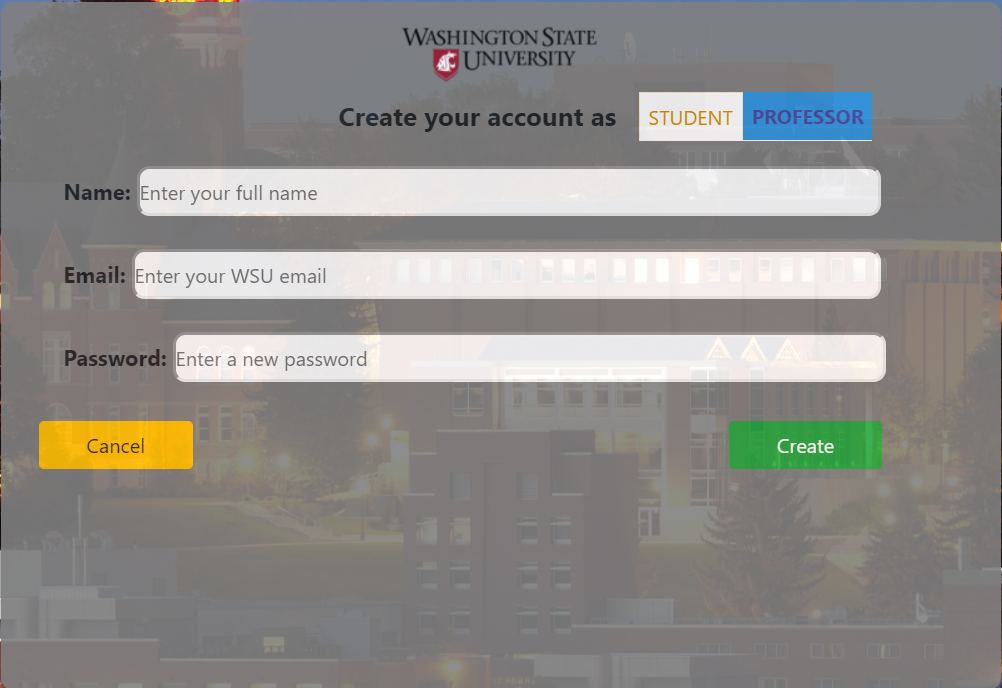 WASHINGTON STATE
UNIVERSITY
Create your account as STUDENT PROFESSOR
Name: Enter your full name
Email: Enter your WSU email
Password: Enter a new password
Cancel Create